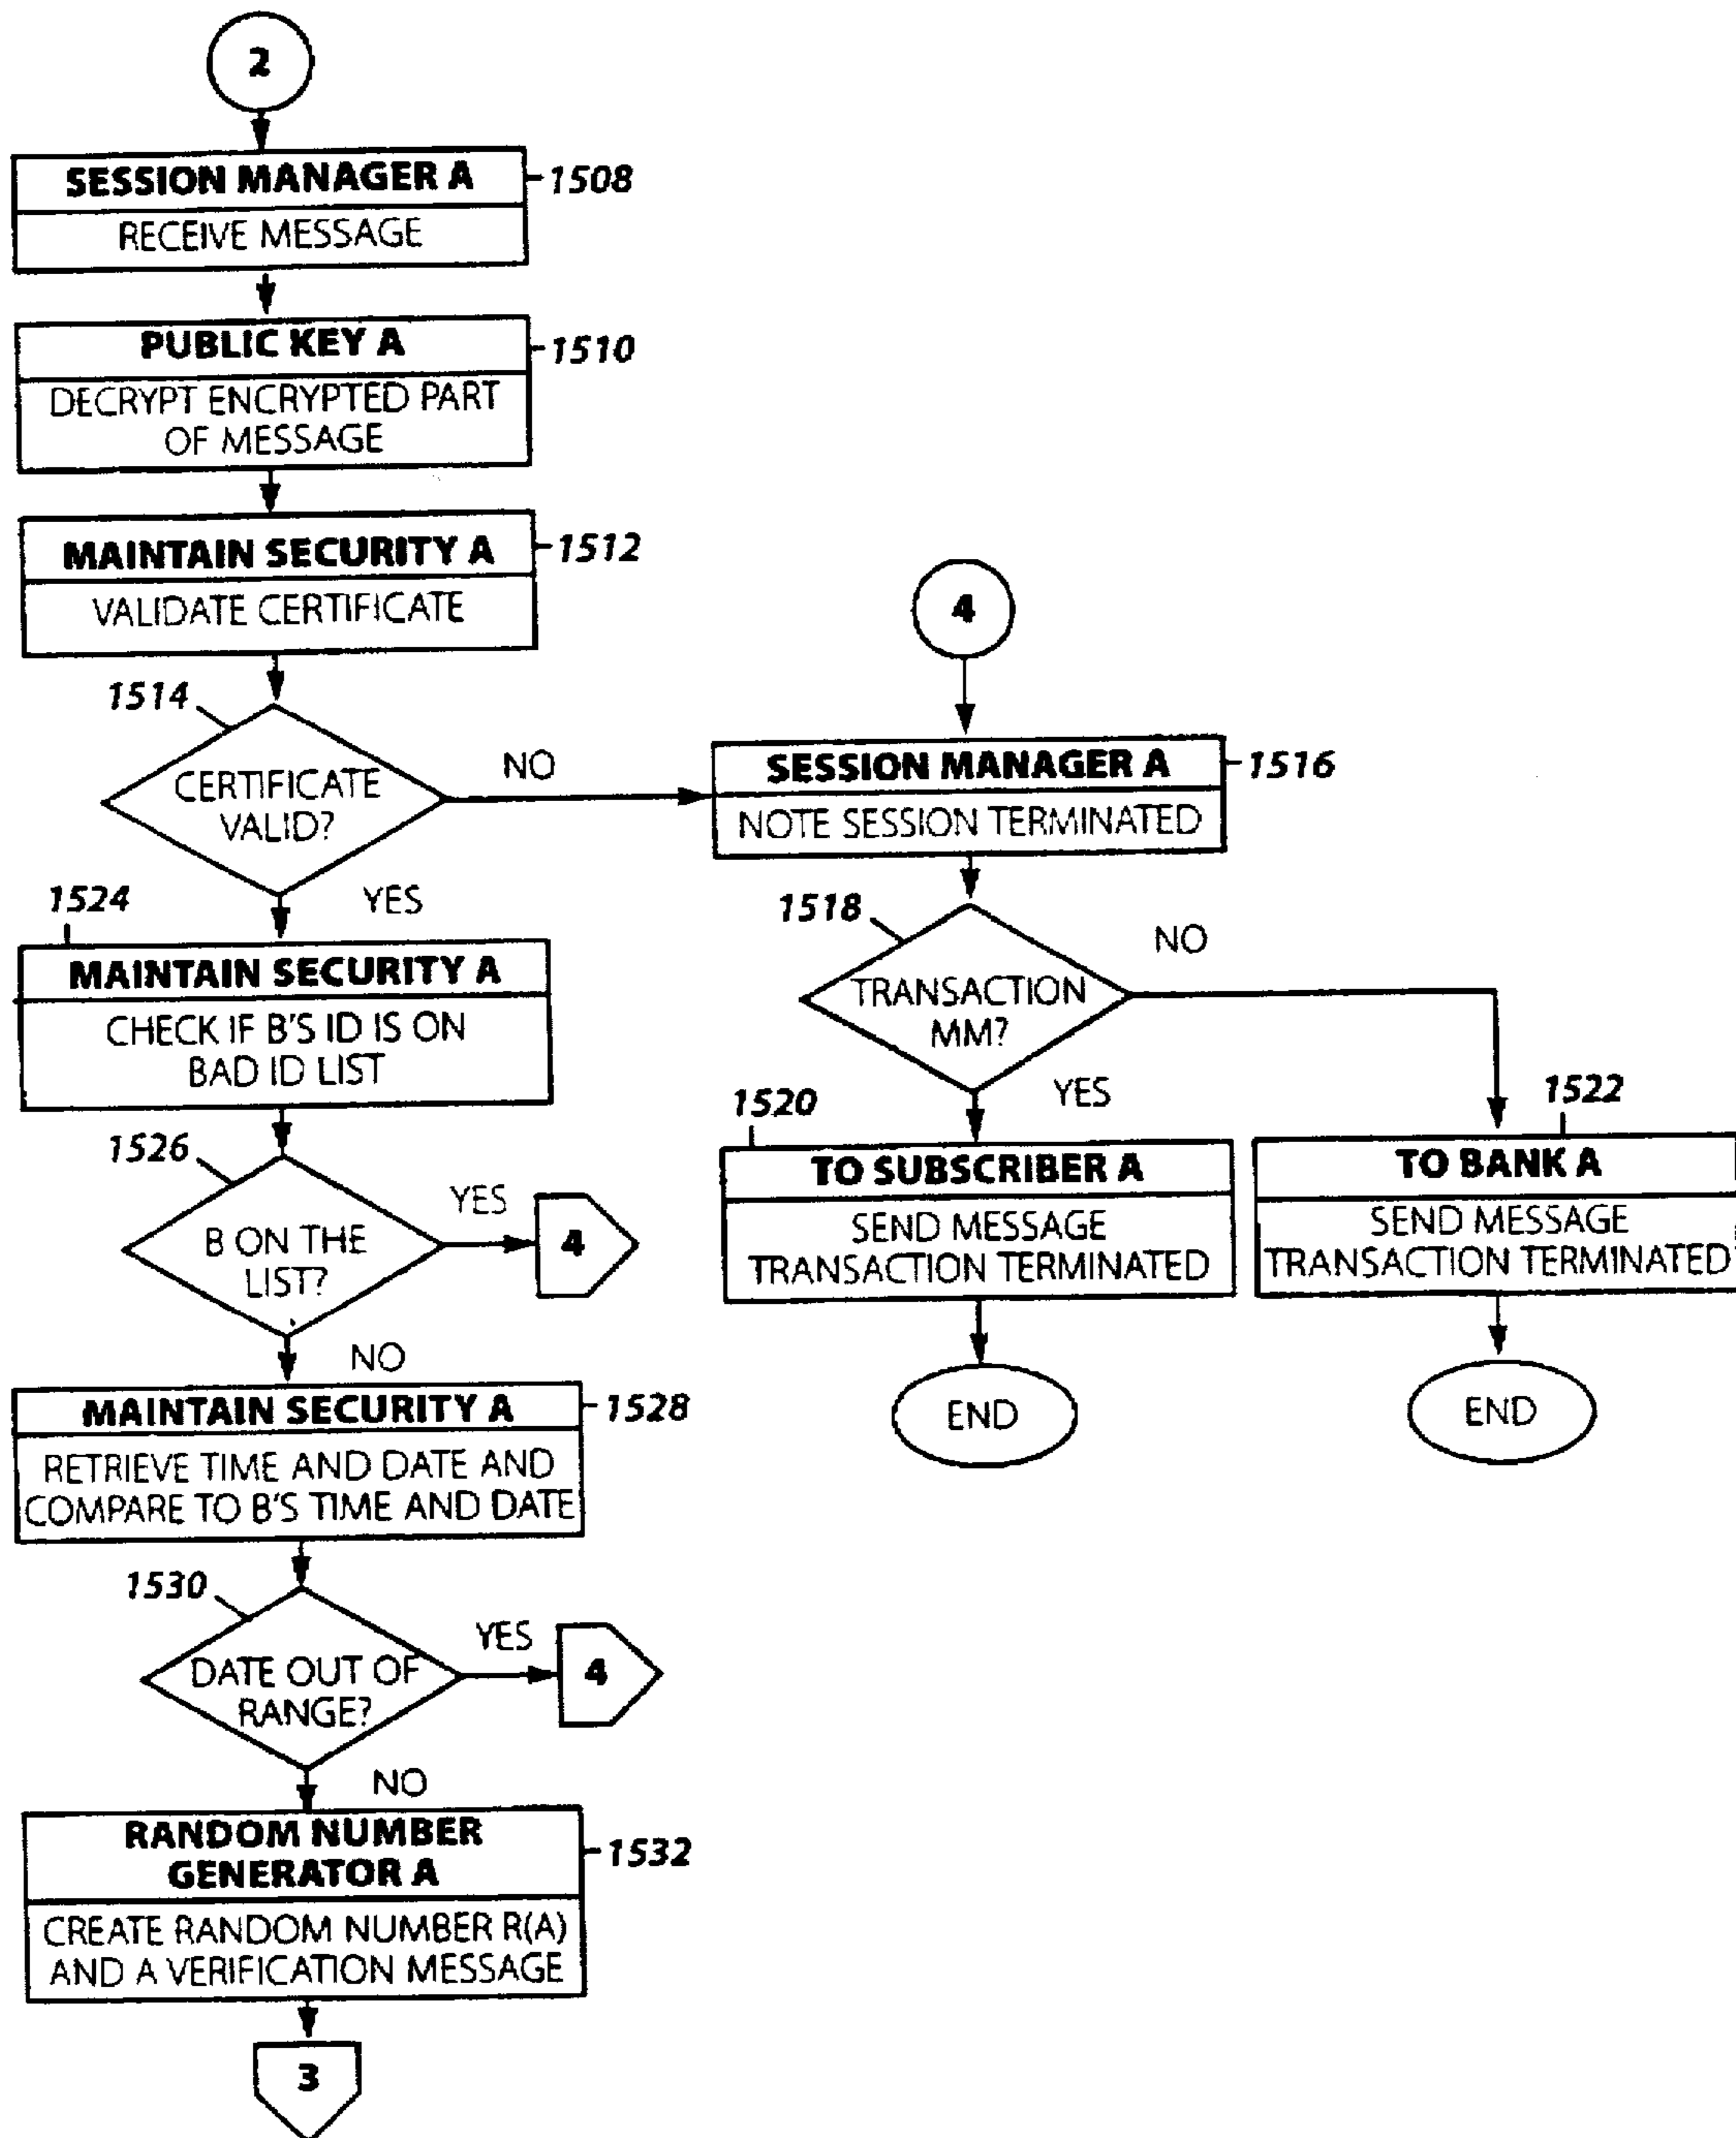 2
SESSION MANAGER A
1508
RECEIVE MESSAGE
PUBLIC KEY A
1510
DECRYPT ENCRYPTED PART
OF MESSAGE
MAINTAIN SECURITY A
1512
VALIDATE CERTIFICATE
1514
CERTIFICATE
VALID?
NO
YES
4
SESSION MANAGER A
1516
NOTE SESSION TERMINATED
1518
TRANSACTION
MM?
NO
YES
1520
TO SUBSCRIBER A
SEND MESSAGE
TRANSACTION TERMINATED
END
1522
TO BANK A
SEND MESSAGE
TRANSACTION TERMINATED
END
1524
MAINTAIN SECURITY A
CHECK IF B'S ID IS ON
BAD ID LIST
1526
B ON THE
LIST?
YES
4
NO
MAINTAIN SECURITY A
1528
RETRIEVE TIME AND DATE AND
COMPARE TO B'S TIME AND DATE
1530
DATE OUT OF
RANGE?
YES
4
NO
RANDOM NUMBER
GENERATOR A
1532
CREATE RANDOM NUMBER R(A)
AND A VERIFICATION MESSAGE
3